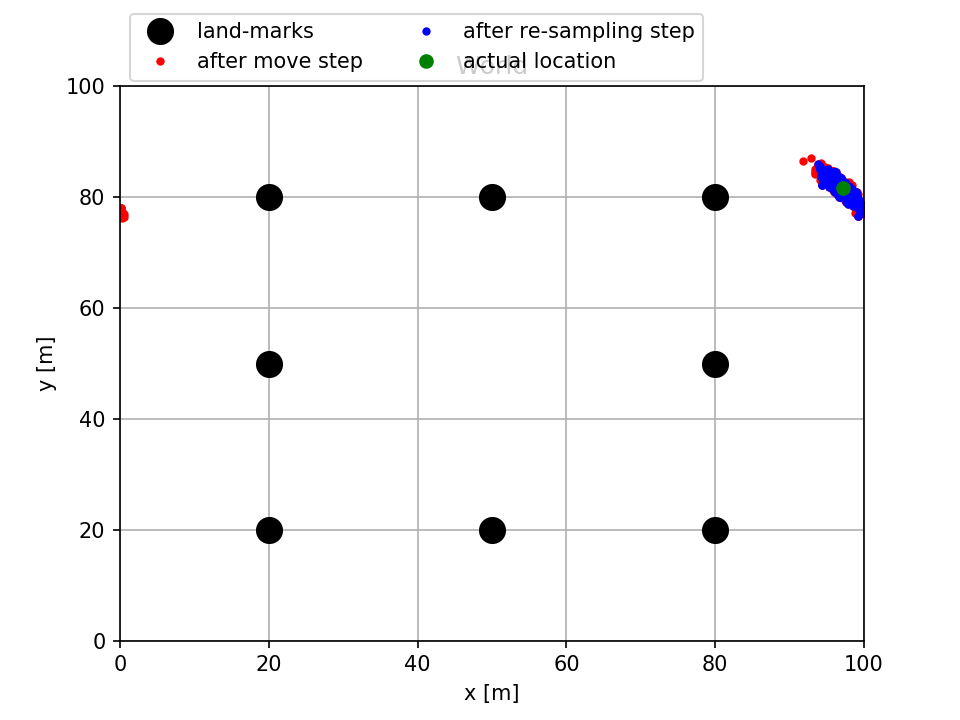 land-marks after re-sampling step
after move step actual location
World
100
80
60
40
20
0
y [m]
0 20 40 60 80 100
x [m]